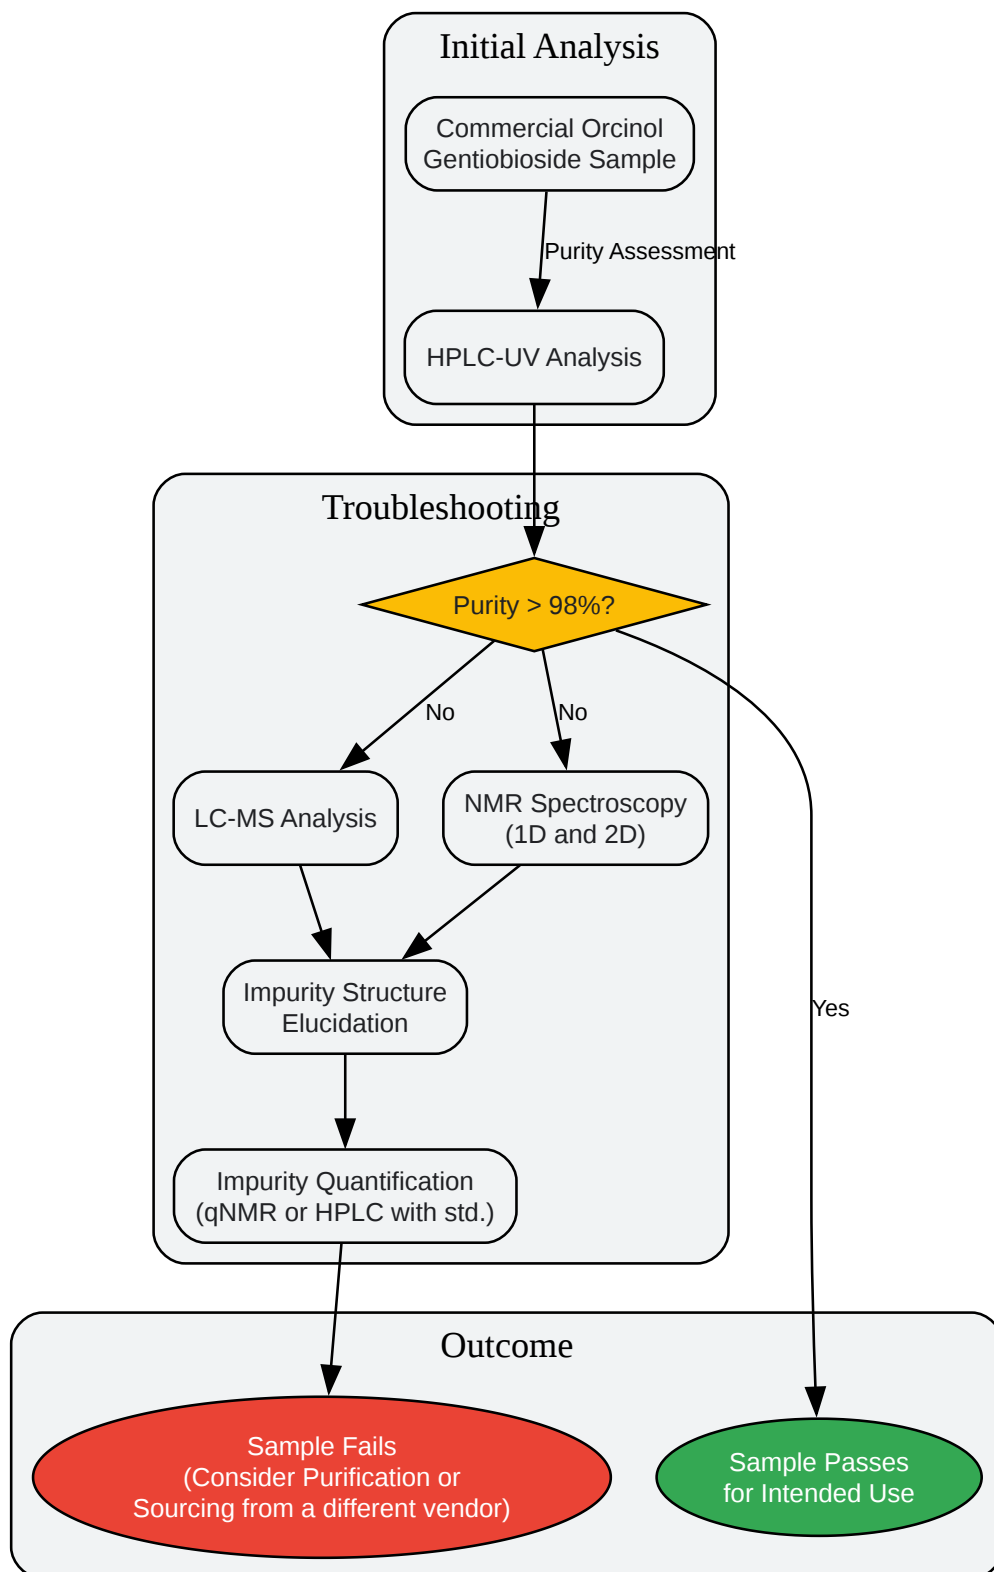 Initial Analysis
Commercial Orcinol
Gentiobioside Sample
Purity Assessment
HPLC-UV Analysis
Troubleshooting
Purity > 98%?
No
No
LC-MS Analysis
NMR Spectroscopy
(1D and 2D)
Impurity Structure
Elucidation
Yes
Impurity Quantification
(qNMR or HPLC with std.)
Outcome
Sample Fails
(Consider Purification or
Sourcing from a different vendor)
Sample Passes
for Intended Use